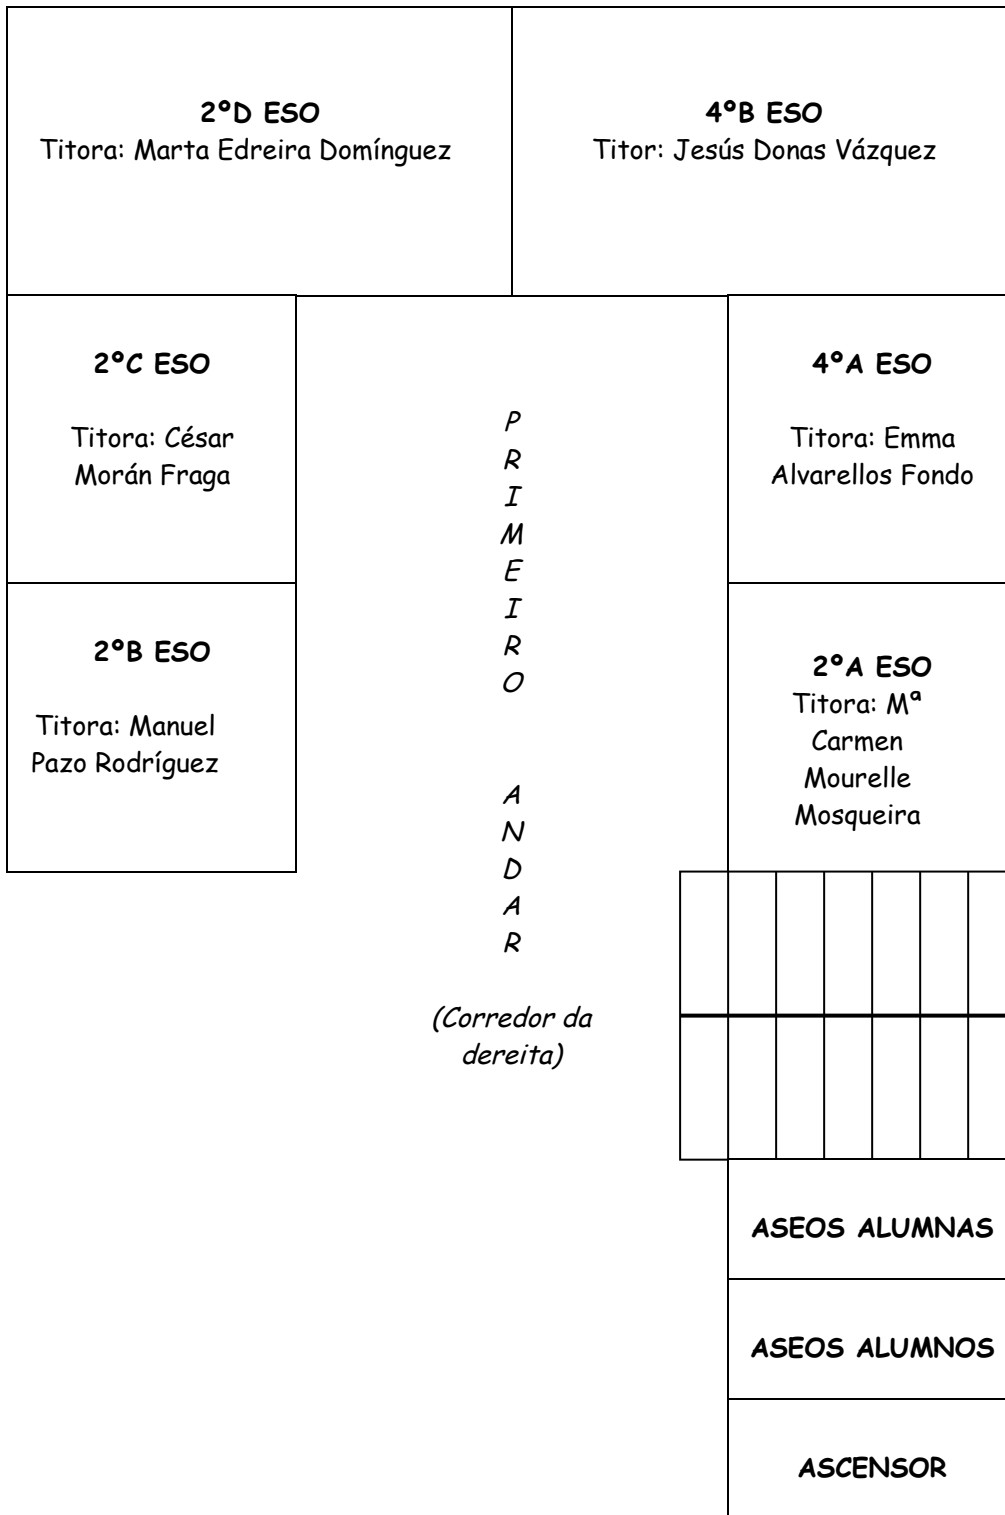 2ºD ESO
Titora: Marta Edreira Domínguez
4ºB ESO
Titor: Jesús Donas Vázquez
2ºC ESO
Titora: César
Morán Fraga
2ºB ESO
Titora: Manuel
Pazo Rodríguez
P
R
I
M
E
I
R
O
A
N
D
A
R
(Corredor da
dereita)
4ºA ESO
Titora: Emma
Alvarellos Fondo
2ºA ESO
Titora: Mª
Carmen
Mourelle
Mosqueira
ASEOS ALUMNAS
ASEOS ALUMNOS
ASCENSOR